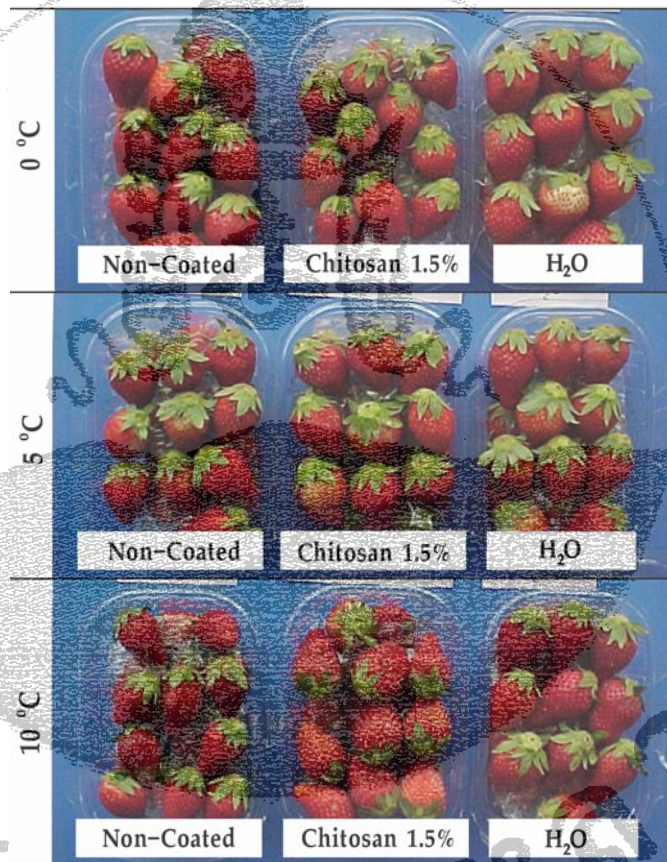 0 °C
Non-Coated Chitosan 1.5% H₂O
5 °C
Non-Coated Chitosan 1.5% H₂O
10 °C
Non-Coated Chitosan 1.5% H₂O